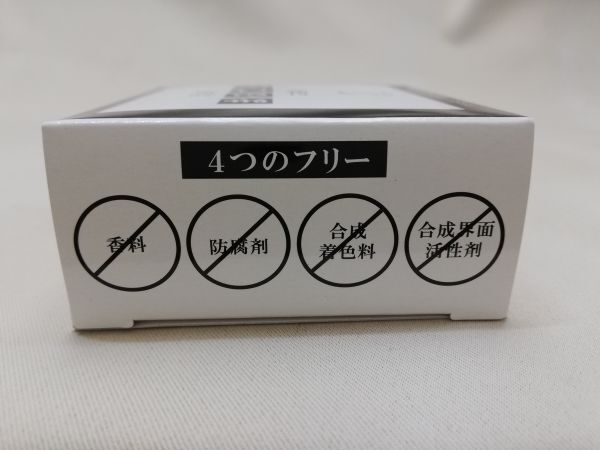 4つのフリー
香料
防腐剤
合成
着色料
合成界面
活性剤